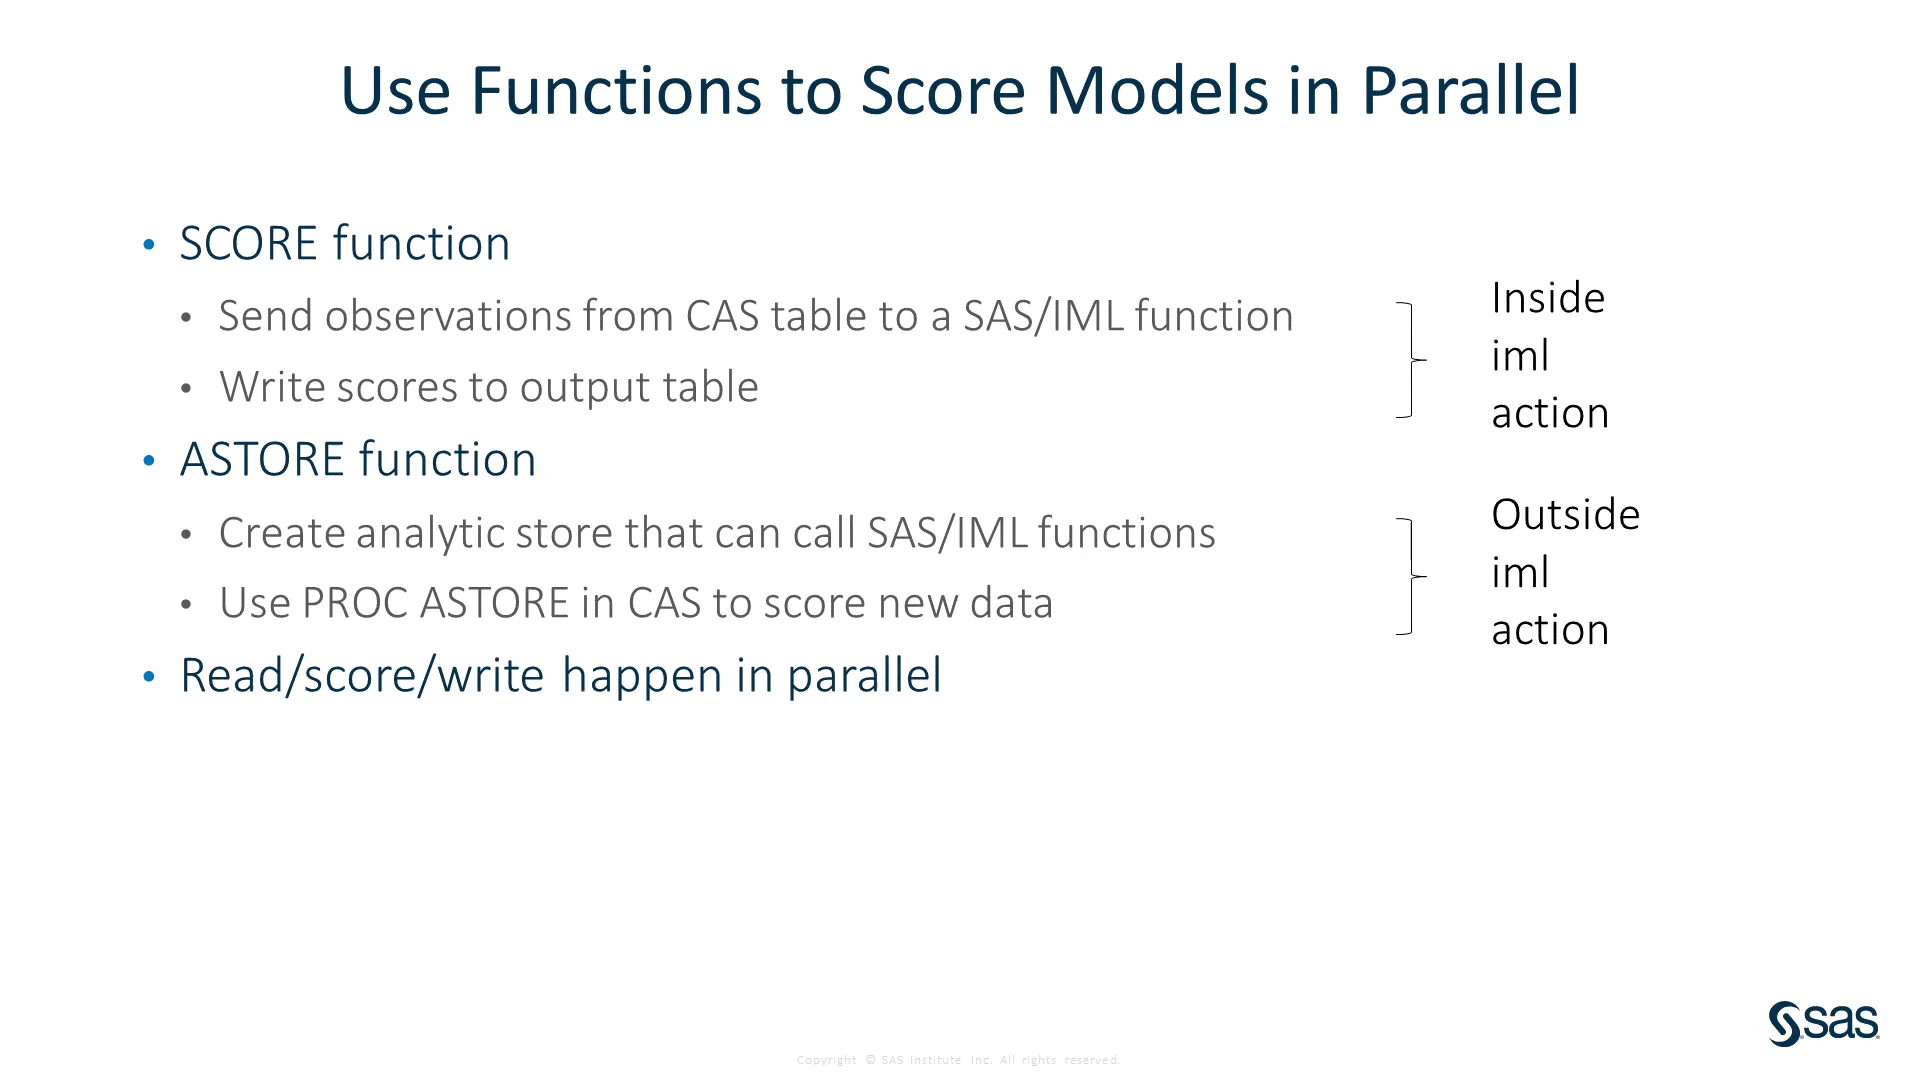 Use Functions to Score Models in Parallel
• SCORE function
• Send observations from CAS table to a SAS/IML function
• Write scores to output table
Inside
iml
action
• ASTORE function
• Create analytic store that can call SAS/IML functions
• Use PROC ASTORE in CAS to score new data
Outside
iml
action
• Read/score/write happen in parallel
sas
Copyright © SAS Institute Inc. All rights reserved.